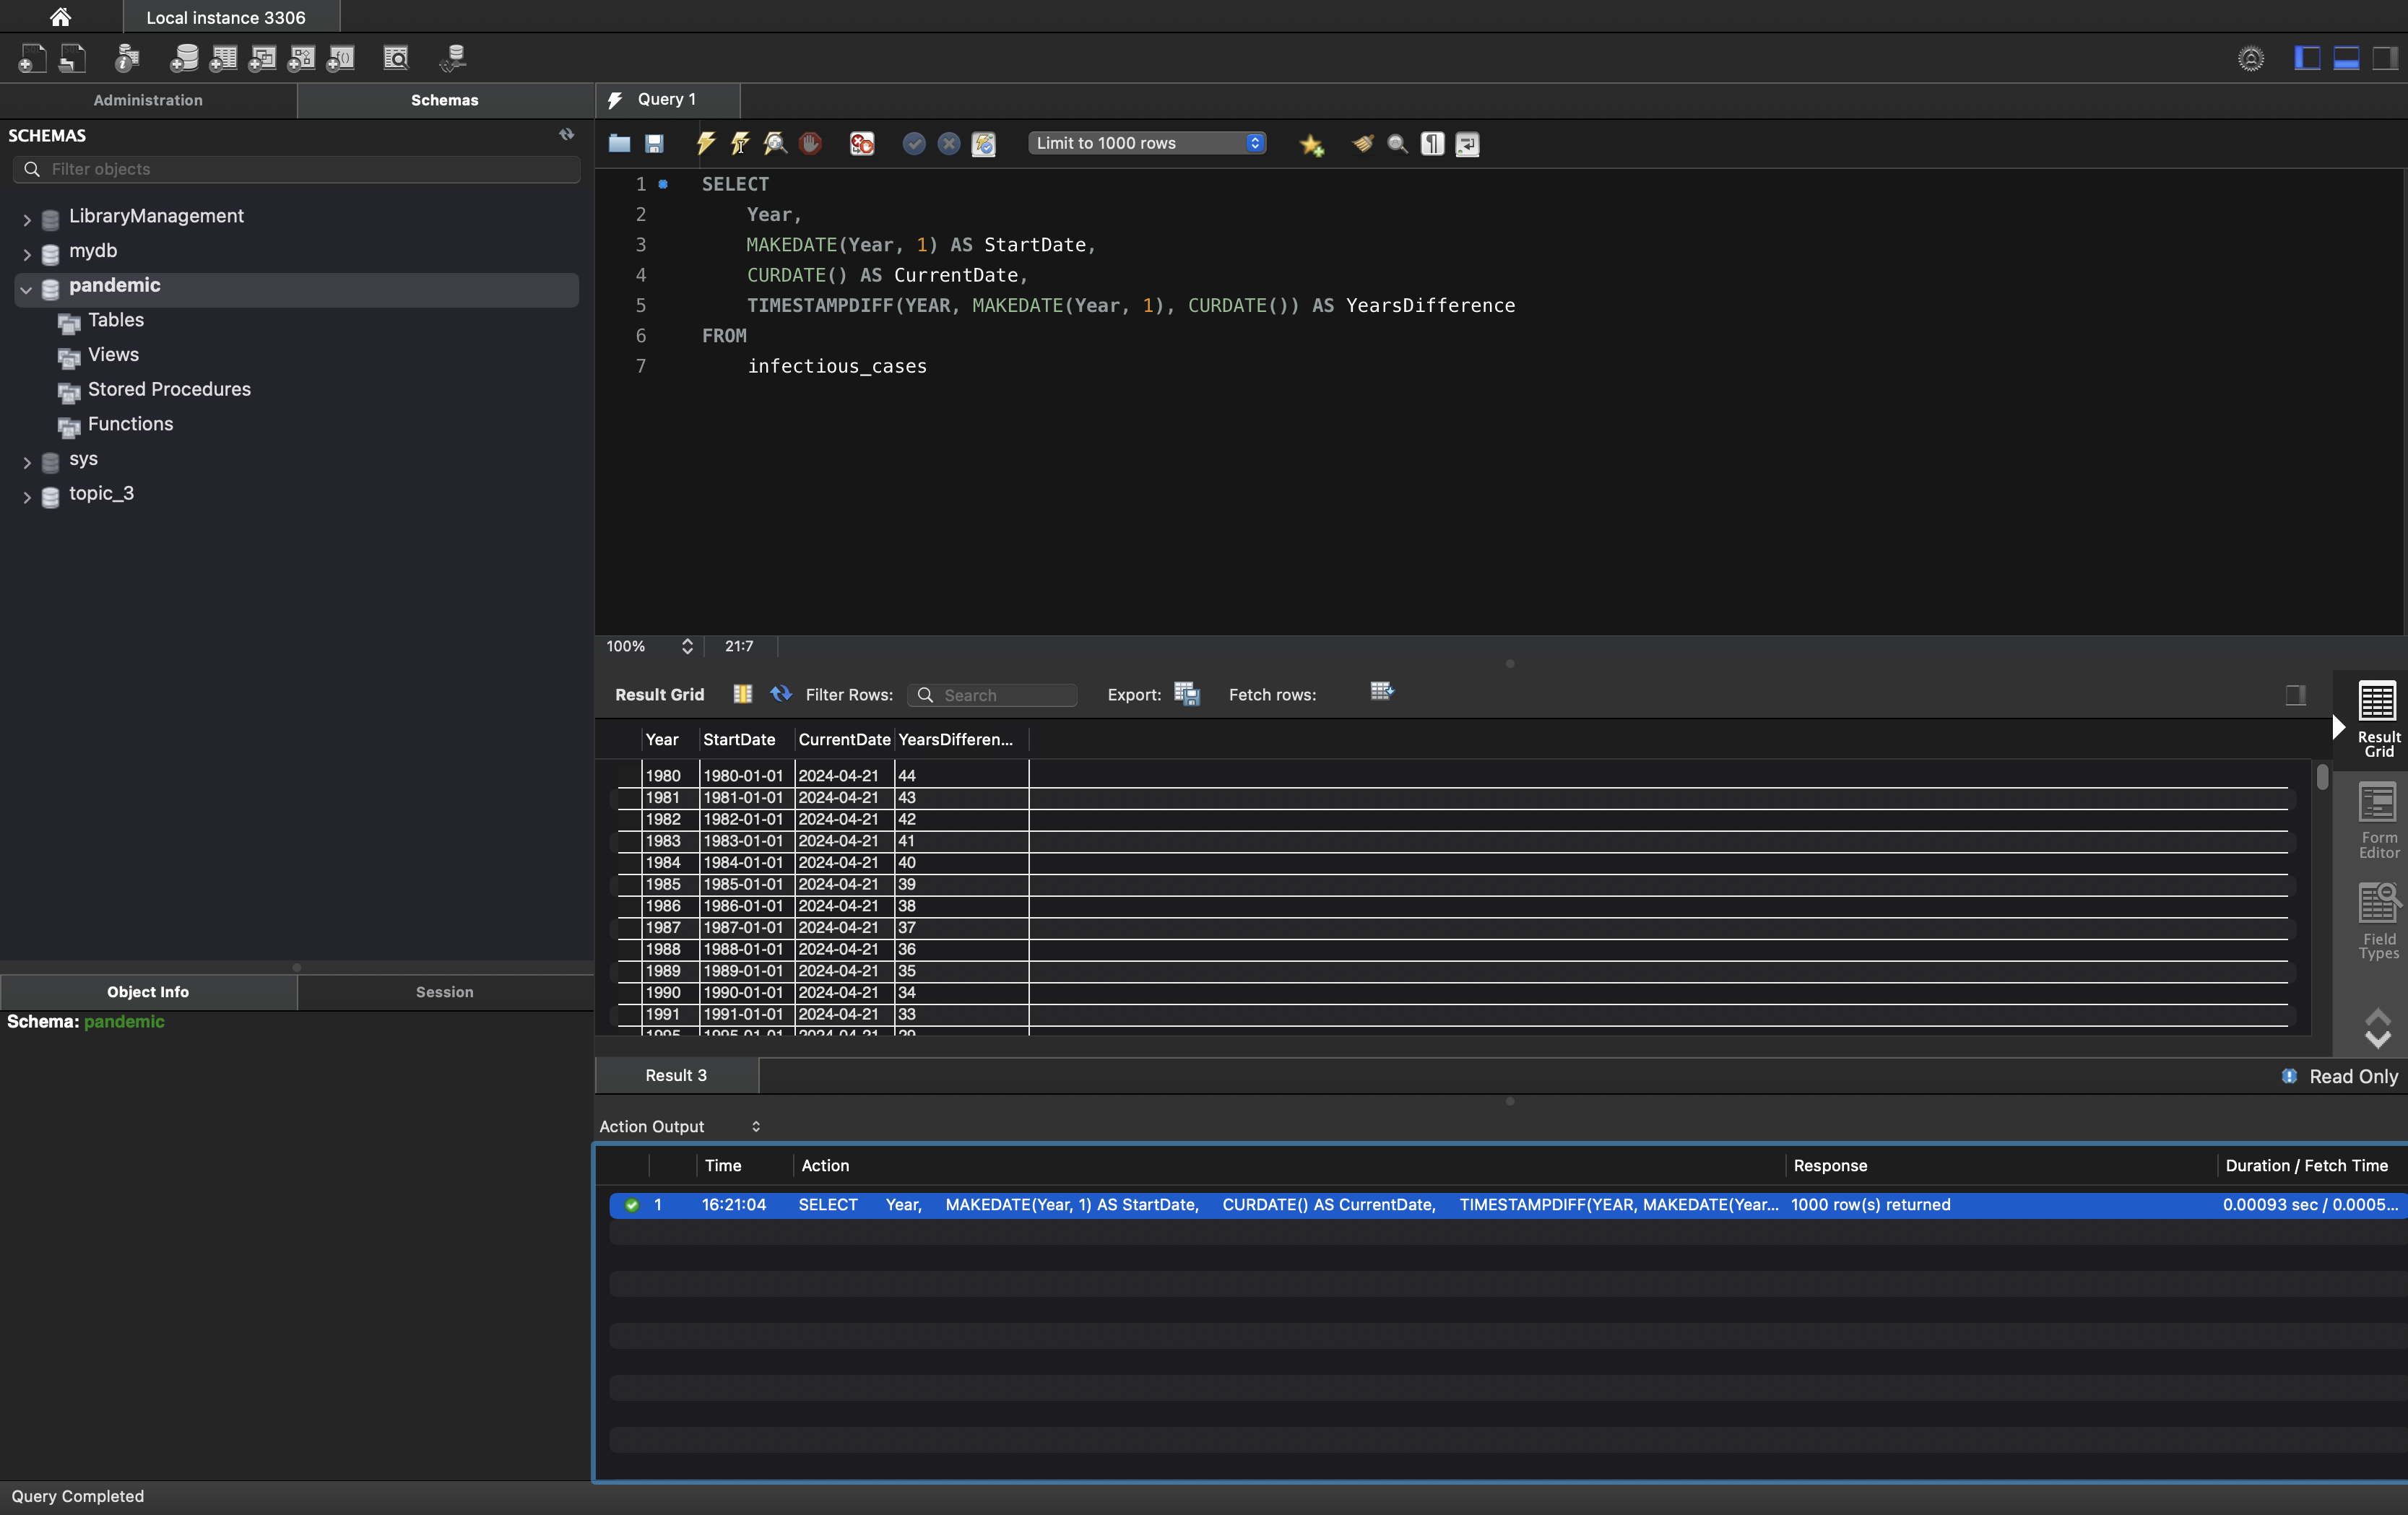 Local instance 3306
Administration
Schemas
Query 1
SCHEMAS
Filter objects
Limit to 1000 rows
LibraryManagement
mydb
pandemic
Tables
Views
Stored Procedures
Functions
sys
topic_3
1 SELECT
2 Year,
3 MAKEDATE(Year, 1) AS StartDate,
4 CURDATE() AS CurrentDate,
5 TIMESTAMPDIFF(YEAR, MAKEDATE(Year, 1), CURDATE()) AS YearsDifference
6 FROM
7 infectious_cases
100% 21:7
Result Grid Filter Rows: Search Export: Fetch rows:
Year StartDate CurrentDate YearsDifferen...
1980 1980-01-01 2024-04-21 44
1981 1981-01-01 2024-04-21 43
1982 1982-01-01 2024-04-21 42
1983 1983-01-01 2024-04-21 41
1984 1984-01-01 2024-04-21 40
1985 1985-01-01 2024-04-21 39
1986 1986-01-01 2024-04-21 38
1987 1987-01-01 2024-04-21 37
1988 1988-01-01 2024-04-21 36
1989 1989-01-01 2024-04-21 35
1990 1990-01-01 2024-04-21 34
1991 1991-01-01 2024-04-21 33
1995 1995-01-01 2024-04-21 29
Result
Grid
Form
Editor
Field
Types
Object Info
Session
Schema: pandemic
Result 3
Read Only
Action Output
Time Action Response Duration / Fetch Time
1 16:21:04 SELECT Year, MAKEDATE(Year, 1) AS StartDate, CURDATE() AS CurrentDate, TIMESTAMPDIFF(YEAR, MAKEDATE(Year... 1000 row(s) returned 0.00093 sec / 0.0005...
Query Completed